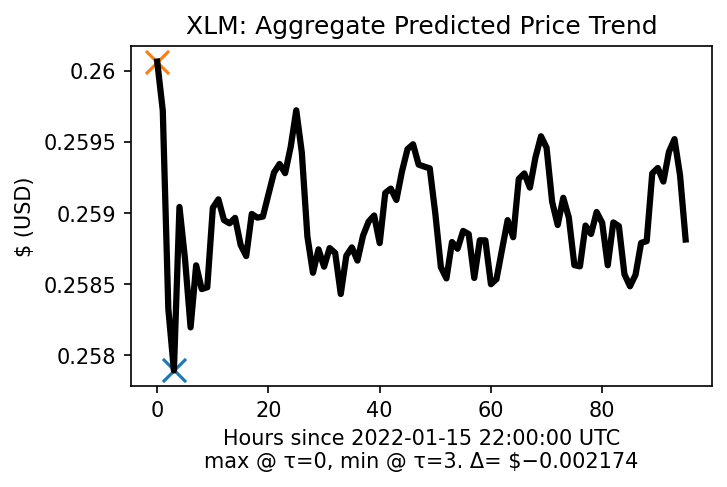 XLM: Aggregate Predicted Price Trend
0.26
0.2595
0.259
0.2585
0.258
$ (USD)
0 20 40 60 80
Hours since 2022-01-15 22:00:00 UTC
max @ τ=0, min @ τ=3. Δ= $−0.002174